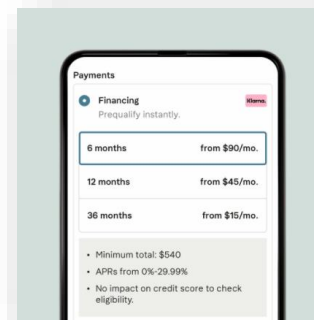 Payments
Financing
Klarna.
Prequalify instantly.
6 months from $90/mo.
12 months from $45/mo.
36 months from $15/mo.
• Minimum total: $540
• APRs from 0%-29.99%
• No impact on credit score to check
eligibility.